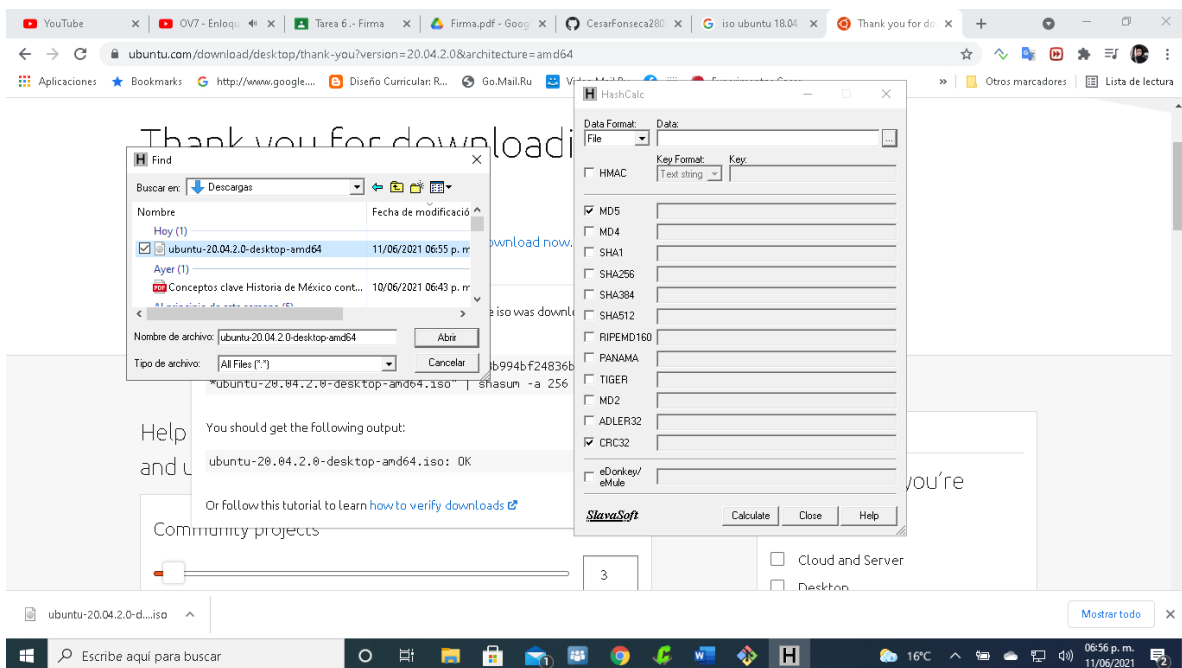 YouTube
OV7 - Enloqu
Tarea 6.- Firma
Firma.pdf - Goog
CesarFonseca280
iso ubuntu 18.04
Thank you for do
ubuntu.com/download/desktop/thank-you?version=20.04.2.0&architecture=amd64
Aplicaciones
Bookmarks
http://www.google....
Diseño Curricular: R...
Go.Mail.Ru
Otros marcadores
Lista de lectura
Thank you for downloadi
ownload now.
e iso was downl
8b994bf24836b
*ubuntu-20.04.2.0-desktop-amd64.iso" | shasum -a 256
You should get the following output:
ubuntu-20.04.2.0-desktop-amd64.iso: OK
Or follow this tutorial to learn how to verify downloads
Help
and u
you're
Community projects
3
Cloud and Server
Desktop
H Find
Buscar en:
Descargas
Nombre
Fecha de modificació
Hoy (1)
ubuntu-20.04.2.0-desktop-amd64
11/06/2021 06:55 p. m
Ayer (1)
Conceptos clave Historia de México cont...
10/06/2021 06:43 p. m
Al principio de esta semana (5)
Nombre de archivo:
ubuntu-20.04.2.0-desktop-amd64
Abrir
Tipo de archivo:
All Files (*.*)
Cancelar
H HashCalc
Data Format:
Data:
File
...
HMAC
Key Format:
Key:
Text string
MD5
MD4
SHA1
SHA256
SHA384
SHA512
RIPEMD160
PANAMA
TIGER
MD2
ADLER32
CRC32
eDonkey/
eMule
SlavaSoft
Calculate
Close
Help
ubuntu-20.04.2.0-d....iso
Mostrar todo
Escribe aquí para buscar
H
16°C
06:56 p. m.
11/06/2021